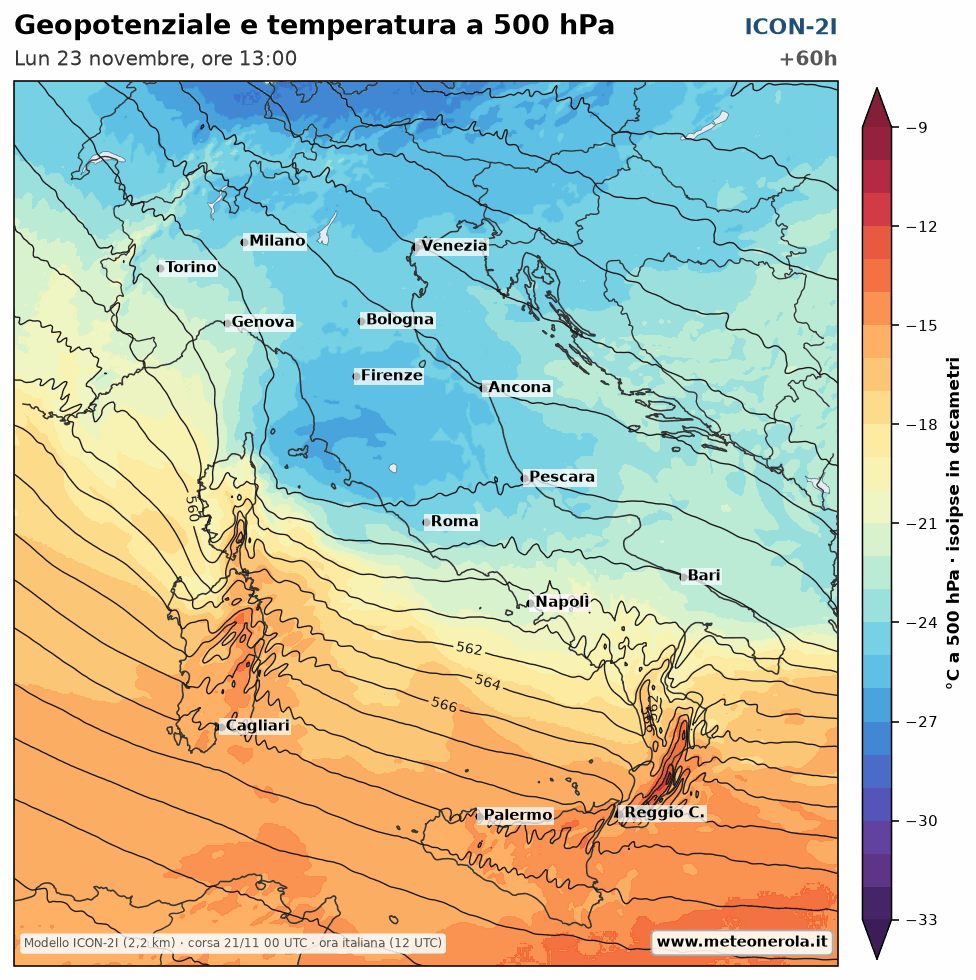 Geopotenziale e temperatura a 500 hPa
ICON-2I
Lun 23 novembre, ore 13:00
+60h
Milano
Venezia
Torino
Genova
Bologna
Firenze
Ancona
Pescara
560
Roma
Bari
Napoli
562
564
566
Cagliari
Palermo
Reggio C.
Modello ICON-2I (2,2 km) · corsa 21/11 00 UTC · ora italiana (12 UTC)
www.meteonerola.it
−9
−12
−15
−18
−21
−24
−27
−30
−33
°C a 500 hPa · isoipse in decametri